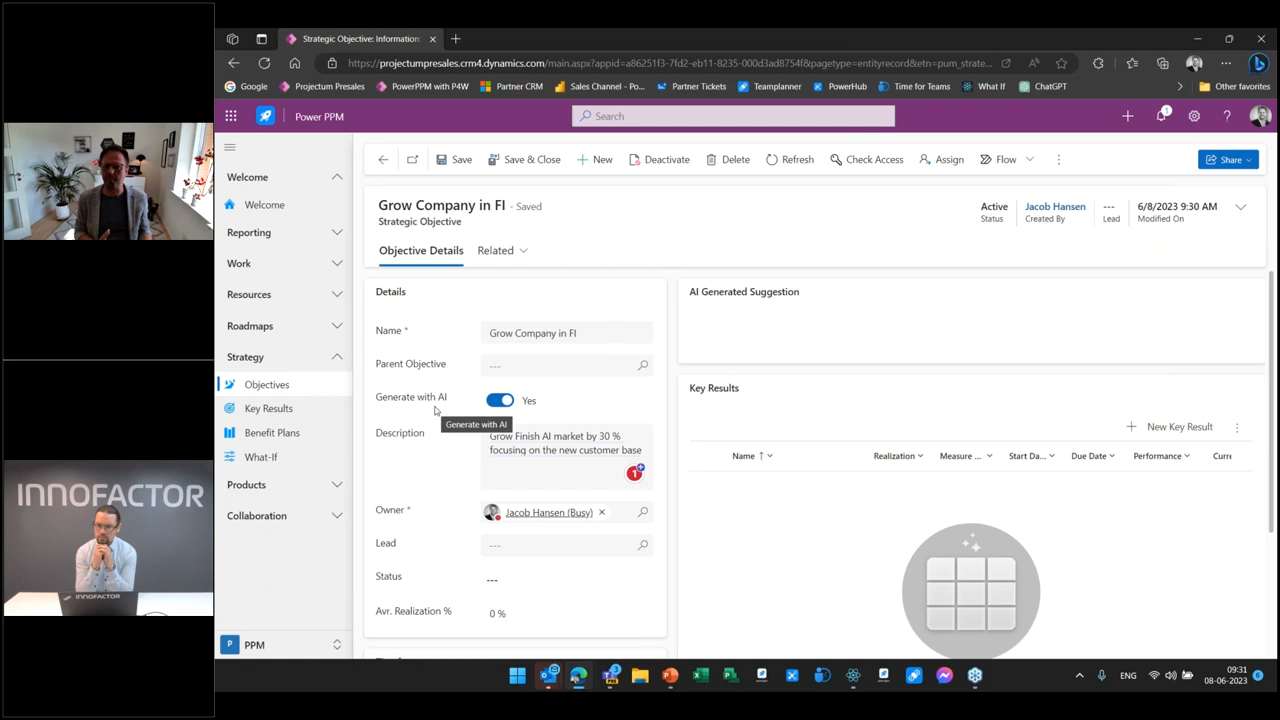 Strategic Objective: Information
https://projectumpresales.crm4.dynamics.com/main.aspx?appid=a86251f3-7fd2-eb11-8235-000d3ad8754f&pagetype=entityrecord&etn=pum_strate...
Google
Projectum Presales
PowerPPM with P4W
Partner CRM
Sales Channel - Po...
Partner Tickets
Teamplanner
PowerHub
Time for Teams
What If
ChatGPT
Other favorites
Power PPM
Search
1
Save
Save & Close
New
Deactivate
Delete
Refresh
Check Access
Assign
Flow
Share
Welcome
Welcome
Reporting
Work
Resources
Roadmaps
Strategy
Objectives
Key Results
Benefit Plans
What-If
Products
Collaboration
P PPM
Grow Company in FI - Saved
Strategic Objective
Active
Status
Jacob Hansen
Created By
---
Lead
6/8/2023 9:30 AM
Modified On
Objective Details
Related
Details
Name *
Grow Company in FI
Parent Objective
---
Generate with AI
Yes
Generate with AI
Description
Grow Finish AI market by 30 %
focusing on the new customer base
1
Owner *
Jacob Hansen (Busy)
Lead
---
Status
---
Avr. Realization %
0 %
AI Generated Suggestion
Key Results
New Key Result
Name
Realization
Measure ...
Start Da...
Due Date
Performance
Curre
INNOFACTOR
INNOFACTOR
ENG
09:31
08-06-2023